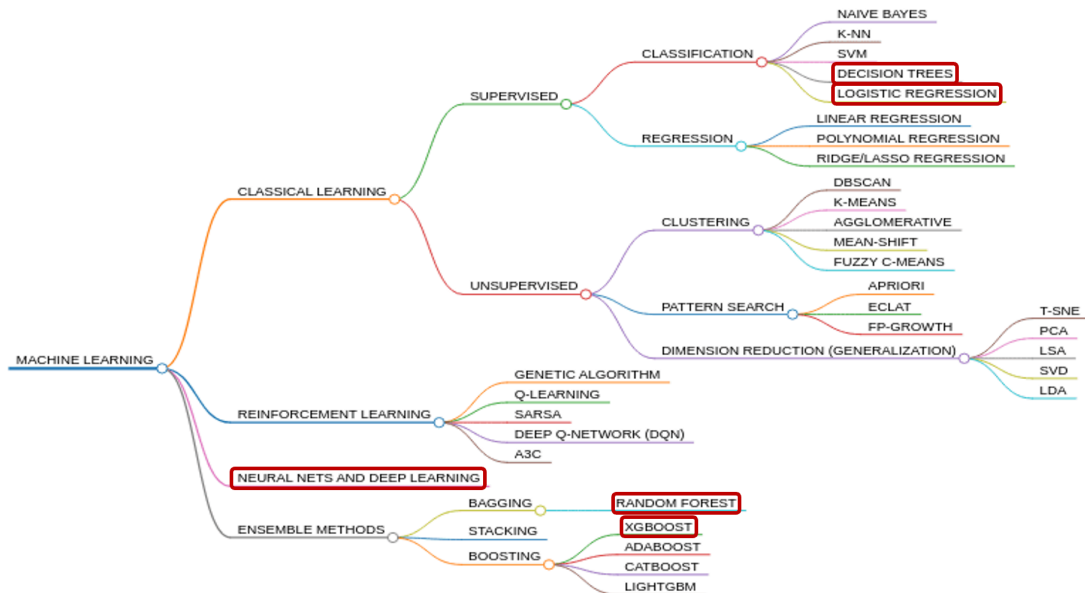 NAIVE BAYES
K-NN
CLASSIFICATION
SVM
DECISION TREES
LOGISTIC REGRESSION
SUPERVISED
LINEAR REGRESSION
REGRESSION
POLYNOMIAL REGRESSION
RIDGE/LASSO REGRESSION
CLASSICAL LEARNING
DBSCAN
K-MEANS
CLUSTERING
AGGLOMERATIVE
MEAN-SHIFT
FUZZY C-MEANS
UNSUPERVISED
APRIORI
PATTERN SEARCH
ECLAT
FP-GROWTH
DIMENSION REDUCTION (GENERALIZATION)
T-SNE
PCA
LSA
SVD
LDA
MACHINE LEARNING
GENETIC ALGORITHM
Q-LEARNING
REINFORCEMENT LEARNING
SARSA
DEEP Q-NETWORK (DQN)
A3C
NEURAL NETS AND DEEP LEARNING
BAGGING
RANDOM FOREST
ENSEMBLE METHODS
STACKING
XGBOOST
BOOSTING
ADABOOST
CATBOOST
LIGHTGBM